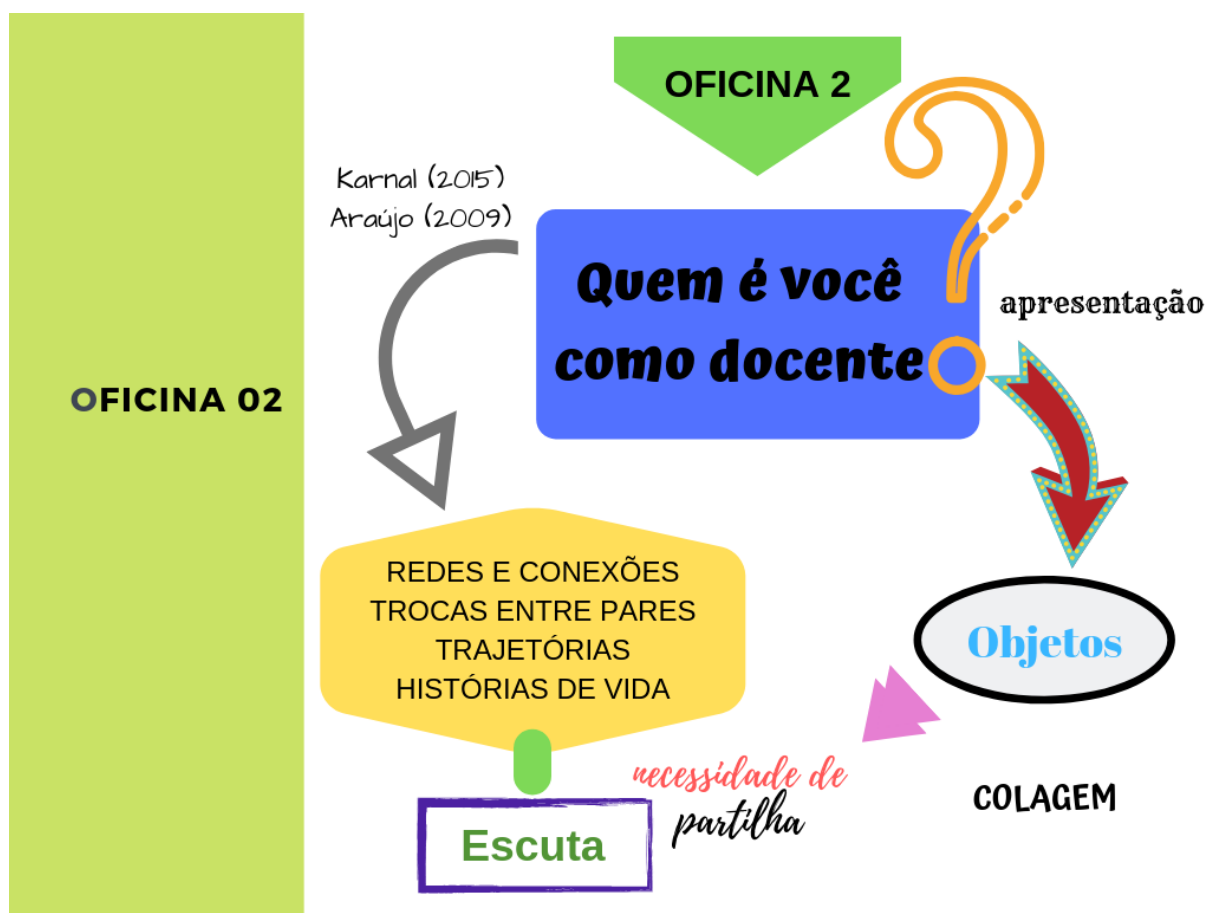 OFICINA 02
OFICINA 2
Karnal (2015)
Araújo (2009)
Quem é você
como docente?
apresentação
REDES E CONEXÕES
TROCAS ENTRE PARES
TRAJETÓRIAS
HISTÓRIAS DE VIDA
Objetos
necessidade de
partilha
COLAGEM
Escuta